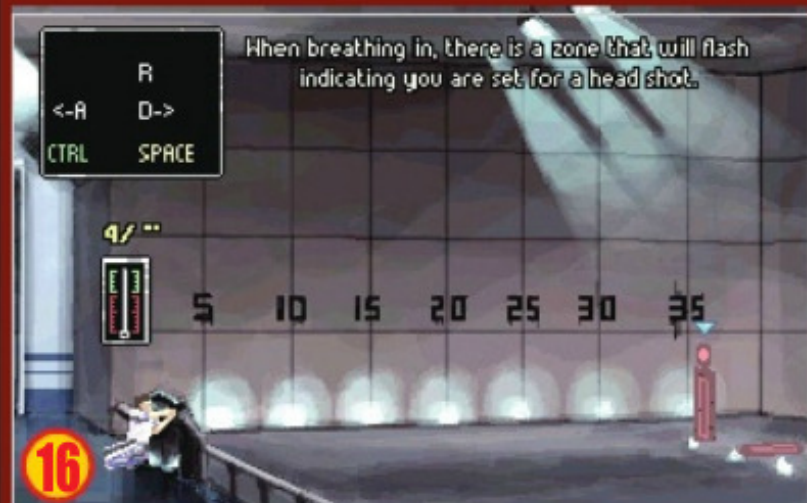 When breathing in, there is a zone that will flash
indicating you are set for a head shot.
R
<-A D->
CTRL SPACE
4/
5 10 15 20 25 30 35
16